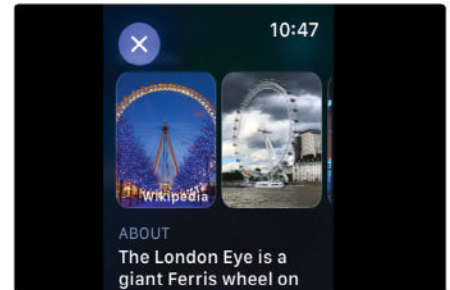 10:47
Wikipedia
ABOUT
The London Eye is a
giant Ferris wheel on